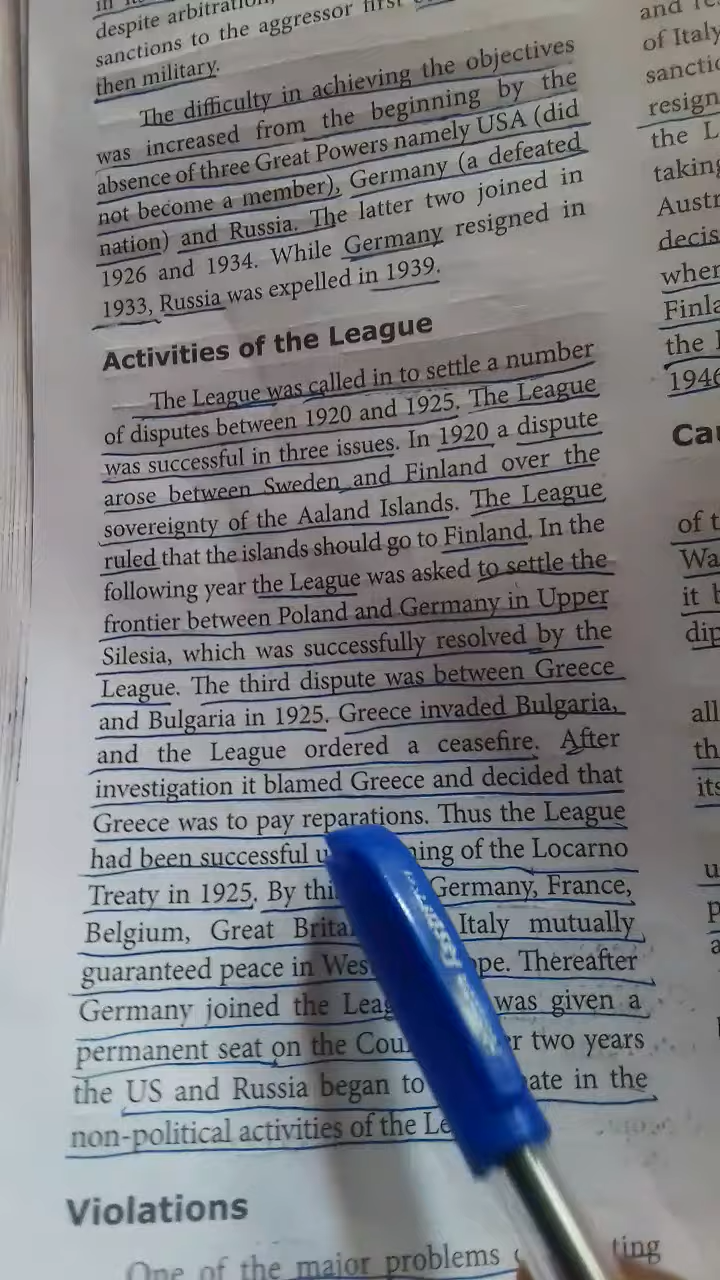 despite arbitration,
sanctions to the aggressor first
then military.
The difficulty in achieving the objectives
was increased from the beginning by the
absence of three Great Powers namely USA (did
not become a member), Germany (a defeated
nation) and Russia. The latter two joined in
1926 and 1934. While Germany resigned in
1933, Russia was expelled in 1939.
Activities of the League
The League was called in to settle a number
of disputes between 1920 and 1925. The League
was successful in three issues. In 1920 a dispute
arose between Sweden and Finland over the
sovereignty of the Aaland Islands. The League
ruled that the islands should go to Finland. In the
following year the League was asked to settle the
frontier between Poland and Germany in Upper
Silesia, which was successfully resolved by the
League. The third dispute was between Greece
and Bulgaria in 1925. Greece invaded Bulgaria,
and the League ordered a ceasefire. After
investigation it blamed Greece and decided that
Greece was to pay reparations. Thus the League
had been successful ning of the Locarno
Treaty in 1925. By thi Germany, France,
Belgium, Great Brita Italy mutually
guaranteed peace in Wes ope. Thereafter
Germany joined the Leag was given a
permanent seat on the Cou r two years
the US and Russia began to ate in the
non-political activities of the Le
Violations
One of the major problems ting
and
of Italy
sanctio
resign
the L
taking
Austr
decis
when
Finla
the
1946
Cau
of t
Wa
it b
dip
all
th
its
u
p
a